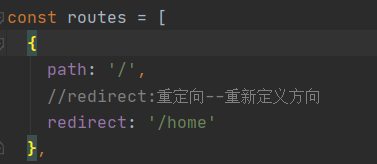 const routes = [
{
path: '/',
//redirect:重定向--重新定义方向
redirect: '/home'
},